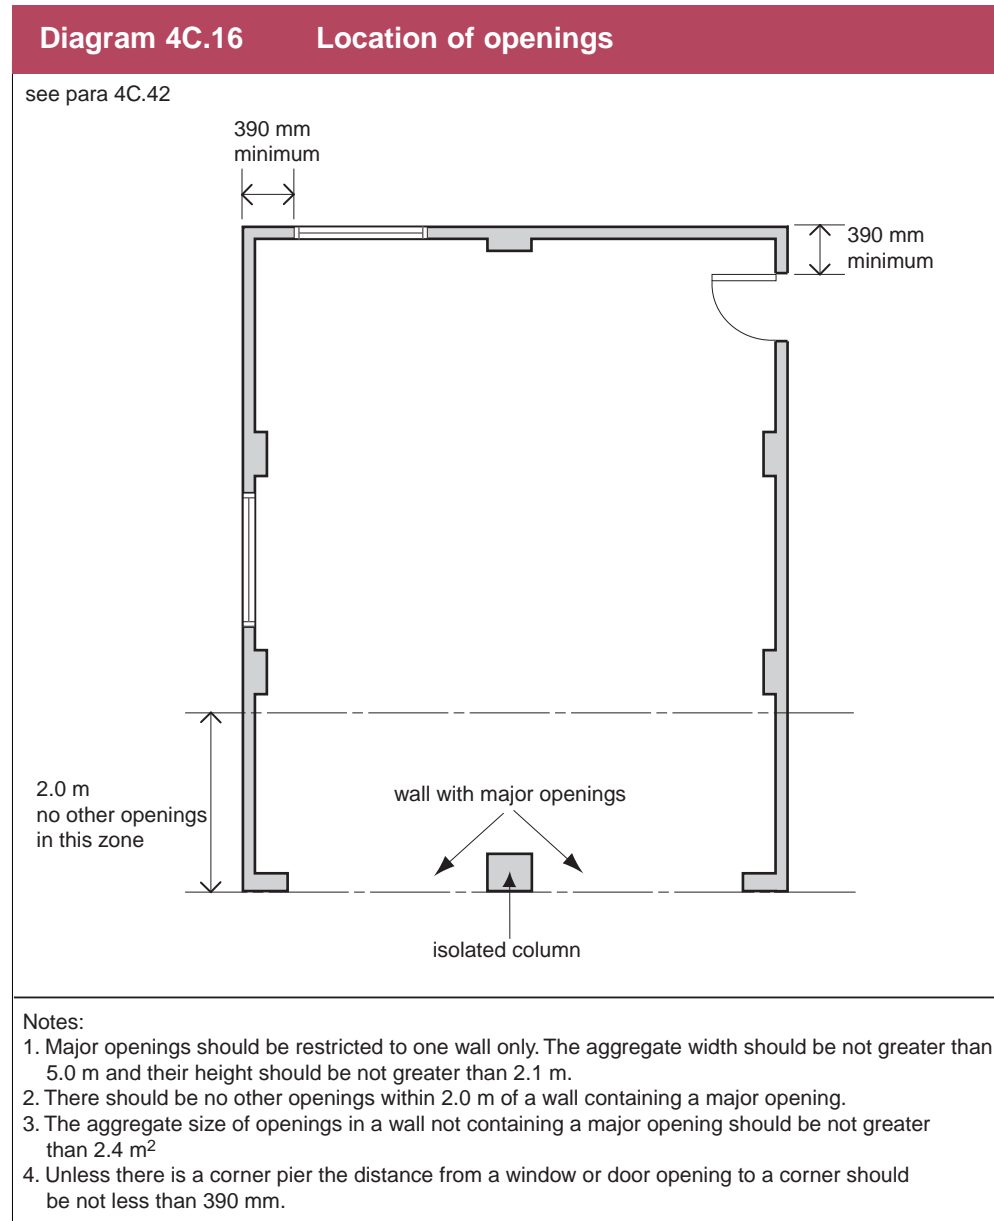 Diagram 4C.16 Location of openings
see para 4C.42
390 mm
minimum
390 mm
minimum
2.0 m
no other openings
in this zone
wall with major openings
isolated column
Notes:
1. Major openings should be restricted to one wall only. The aggregate width should be not greater than
5.0 m and their height should be not greater than 2.1 m.
2. There should be no other openings within 2.0 m of a wall containing a major opening.
3. The aggregate size of openings in a wall not containing a major opening should be not greater
than 2.4 m²
4. Unless there is a corner pier the distance from a window or door opening to a corner should
be not less than 390 mm.